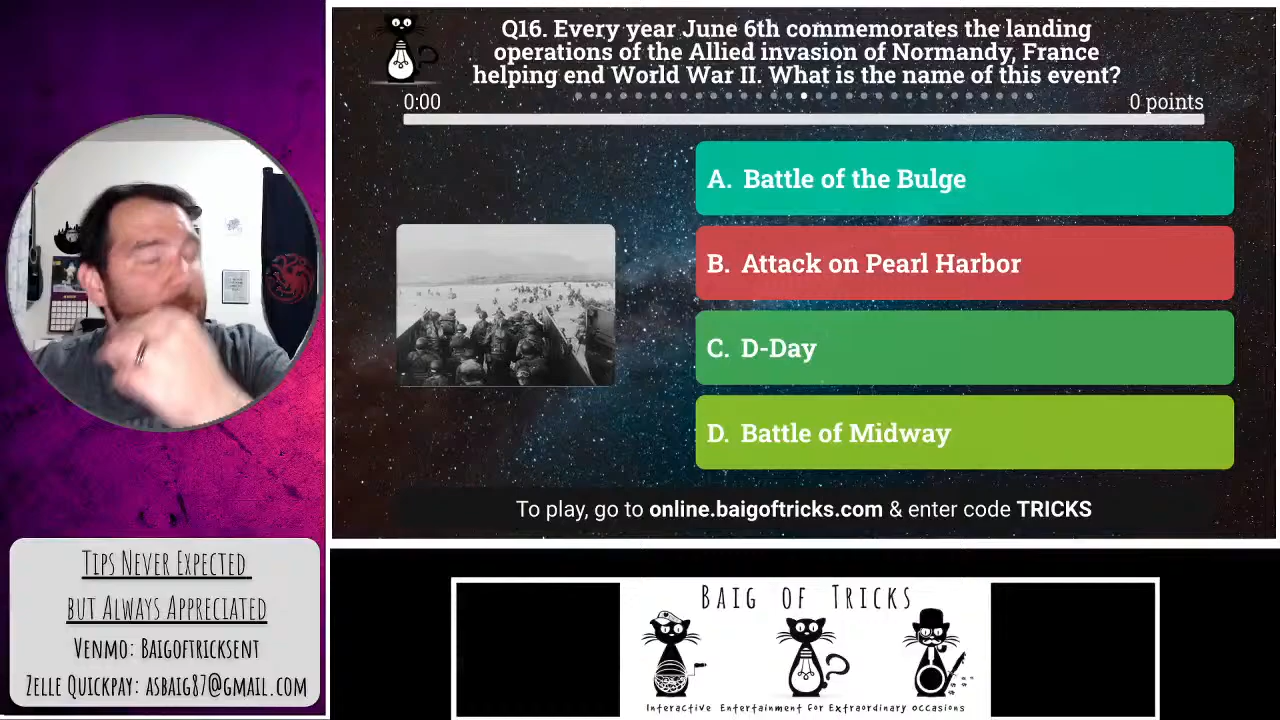 Q16. Every year June 6th commemorates the landing
operations of the Allied invasion of Normandy, France
helping end World War II. What is the name of this event?
0:00
0 points
A. Battle of the Bulge
B. Attack on Pearl Harbor
C. D-Day
D. Battle of Midway
To play, go to online.baigoftricks.com & enter code TRICKS
Tips Never Expected
but Always Appreciated
Venmo: Baigoftricksent
Zelle Quickpay: asbaig87@gmail.com
Baig of Tricks
Interactive Entertainment for Extraordinary Occasions